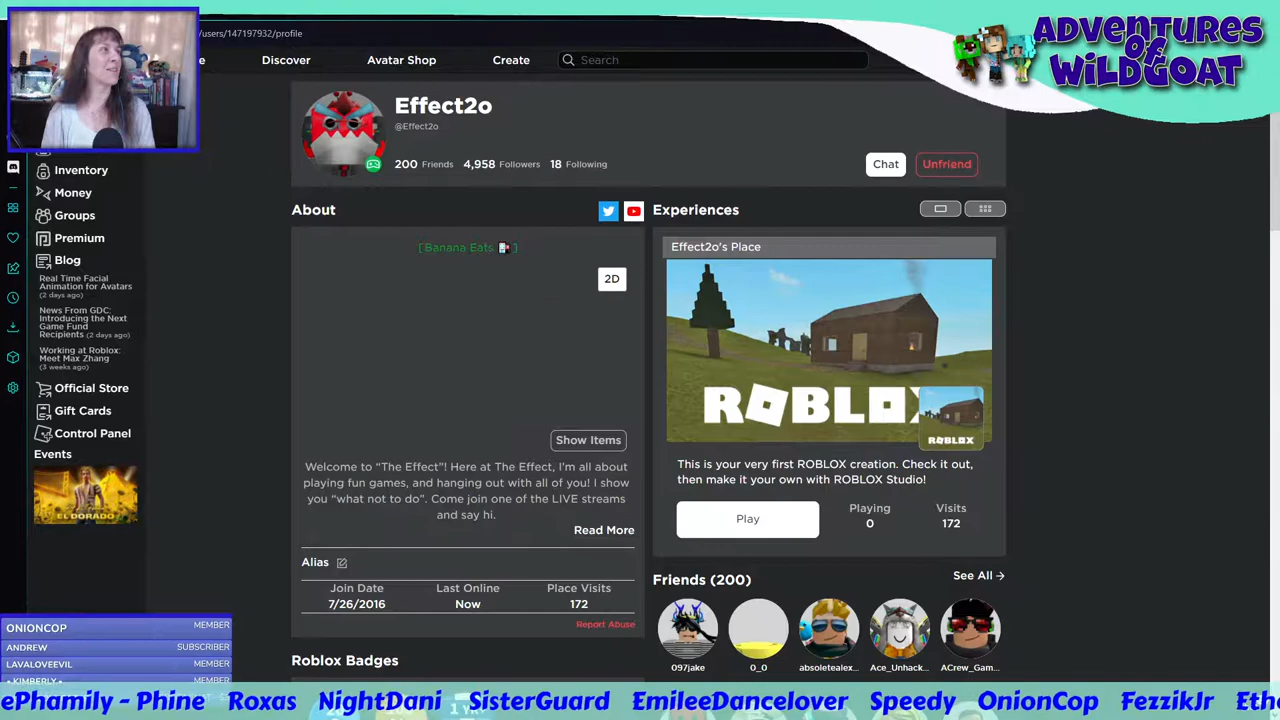 /users/147197932/profile
Discover
Avatar Shop
Create
Search
ADVENTURES
OF
WILDGOAT
Effect2o
@Effect2o
200 Friends
4,958 Followers
18 Following
Chat
Unfriend
Inventory
Money
Groups
Premium
Blog
Real Time Facial
Animation for Avatars
(2 days ago)
News From GDC:
Introducing the Next
Game Fund
Recipients (2 days ago)
Working at Roblox:
Meet Max Zhang
(3 weeks ago)
Official Store
Gift Cards
Control Panel
Events
EL DORADO
About
[Banana Eats ]
2D
Show Items
Welcome to "The Effect"! Here at The Effect, I'm all about
playing fun games, and hanging out with all of you! I show
you "what not to do". Come join one of the LIVE streams
and say hi.
Read More
Alias
Join Date Last Online Place Visits
7/26/2016 Now 172
Report Abuse
Roblox Badges
Experiences
Effect2o's Place
ROBLOX
ROBLOX
This is your very first ROBLOX creation. Check it out,
then make it your own with ROBLOX Studio!
Play
Playing
0
Visits
172
Friends (200)
See All
097jake
0_0
absoletealex...
Ace_Unhack...
ACrew_Gam...
ONIONCOP MEMBER
ANDREW SUBSCRIBER
LAVALOVEEVIL MEMBER
• KIMBERLY • MEMBER
ePhamily - Phine Roxas NightDani SisterGuard EmileeDancelover Speedy OnionCop FezzikJr Eth